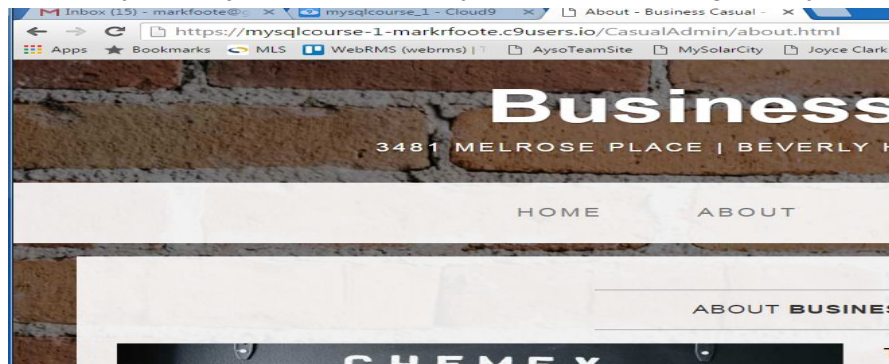 Inbox (15) - markfoote@g mysqlcourse_1 - Cloud9 About - Business Casual -
https://mysqlcourse-1-markrfoote.c9users.io/CasualAdmin/about.html
Apps Bookmarks MLS WebRMS (webrms) | T AysoTeamSite MySolarCity Joyce Clark
Business
3481 MELROSE PLACE | BEVERLY H
HOME ABOUT
ABOUT BUSINES
CHEMEX